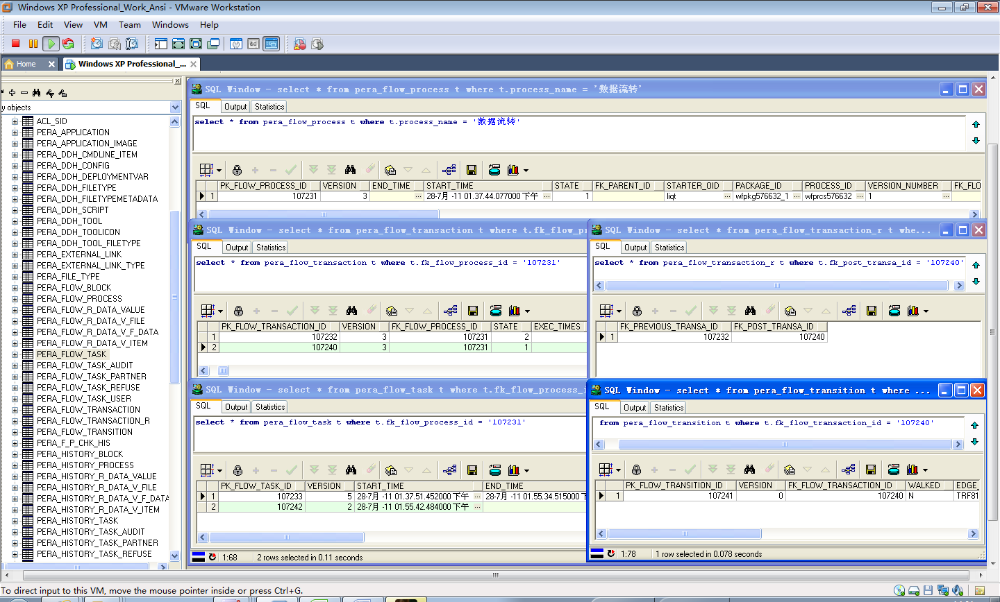 Windows XP Professional_Work_Ansi - VMware Workstation
File Edit View VM Team Windows Help
Home Windows XP Professional_...
y objects
ACL_SID
PERA_APPLICATION
PERA_APPLICATION_IMAGE
PERA_DDH_CMDLINE_ITEM
PERA_DDH_CONFIG
PERA_DDH_DEPLOYMENTVAR
PERA_DDH_FILETYPE
PERA_DDH_FILETYPEMETADATA
PERA_DDH_SCRIPT
PERA_DDH_TOOL
PERA_DDH_TOOLICON
PERA_DDH_TOOL_FILETYPE
PERA_EXTERNAL_LINK
PERA_EXTERNAL_LINK_TYPE
PERA_FILE_TYPE
PERA_FLOW_BLOCK
PERA_FLOW_PROCESS
PERA_FLOW_R_DATA_VALUE
PERA_FLOW_R_DATA_V_FILE
PERA_FLOW_R_DATA_V_F_DATA
PERA_FLOW_R_DATA_V_ITEM
PERA_FLOW_TASK
PERA_FLOW_TASK_AUDIT
PERA_FLOW_TASK_PARTNER
PERA_FLOW_TASK_REFUSE
PERA_FLOW_TASK_USER
PERA_FLOW_TRANSACTION
PERA_FLOW_TRANSACTION_R
PERA_FLOW_TRANSITION
PERA_F_P_CHK_HIS
PERA_HISTORY_BLOCK
PERA_HISTORY_PROCESS
PERA_HISTORY_R_DATA_VALUE
PERA_HISTORY_R_DATA_V_FILE
PERA_HISTORY_R_DATA_V_F_DATA
PERA_HISTORY_R_DATA_V_ITEM
PERA_HISTORY_TASK
PERA_HISTORY_TASK_AUDIT
PERA_HISTORY_TASK_PARTNER
PERA_HISTORY_TASK_REFUSE
SQL Window - select * from pera_flow_process t where t.process_name = '数据流转'
SQL Output Statistics
select * from pera_flow_process t where t.process_name = '数据流转'
PK_FLOW_PROCESS_ID VERSION END_TIME START_TIME STATE FK_PARENT_ID STARTER_OID PACKAGE_ID PROCESS_ID VERSION_NUMBER FK_FLO
1 107231 3 ... 28-7月 -11 01.37.44.077000 下午 ... 1 liqt ... wfpkg576632_1 ... wfprcs576632 ... 1 ...
SQL Window - select * from pera_flow_transaction t where t.fk_flow_pr
SQL Output Statistics
select * from pera_flow_transaction t where t.fk_flow_process_id = '107231'
PK_FLOW_TRANSACTION_ID VERSION FK_FLOW_PROCESS_ID STATE EXEC_TIMES
1 107232 3 107231 2
2 107240 3 107231 1
SQL Window - select * from pera_flow_transaction_r t whe...
SQL Output Statistics
select * from pera_flow_transaction_r t where t.fk_post_transa_id = '107240'
FK_PREVIOUS_TRANSA_ID FK_POST_TRANSA_ID
1 107232 107240
SQL Window - select * from pera_flow_task t where t.fk_flow_process_i
SQL Output Statistics
select * from pera_flow_task t where t.fk_flow_process_id = '107231'
PK_FLOW_TASK_ID VERSION START_TIME END_TIME
1 107233 5 28-7月 -11 01.37.51.452000 下午 ... 28-7月 -11 01.55.34.515000 下
2 107242 2 28-7月 -11 01.55.42.484000 下午 ...
1:68 2 rows selected in 0.11 seconds
SQL Window - select * from pera_flow_transition t where ...
SQL Output Statistics
from pera_flow_transition t where t.fk_flow_transaction_id = '107240'
PK_FLOW_TRANSITION_ID VERSION FK_FLOW_TRANSACTION_ID WALKED EDGE_
1 107241 0 107240 N TRF81
1:78 1 row selected in 0.078 seconds
To direct input to this VM, move the mouse pointer inside or press Ctrl+G.